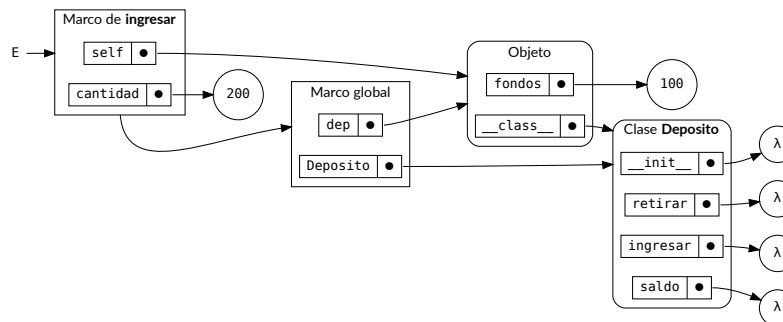 Marco de ingresar
E
self
cantidad
200
Marco global
dep
Deposito
Objeto
fondos
100
__class__
Clase Deposito
__init__
λ
retirar
λ
ingresar
λ
saldo
λ